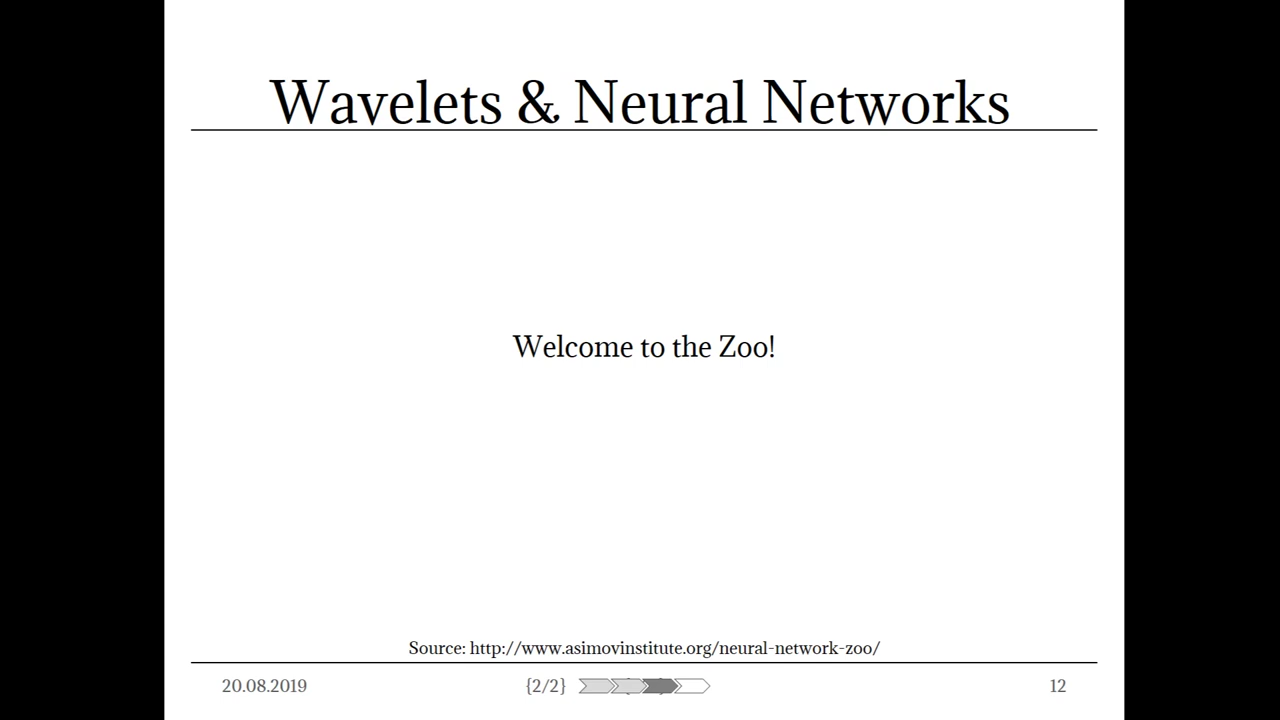 Wavelets & Neural Networks
Welcome to the Zoo!
Source: http://www.asimovinstitute.org/neural-network-zoo/
20.08.2019 {2/2} 12